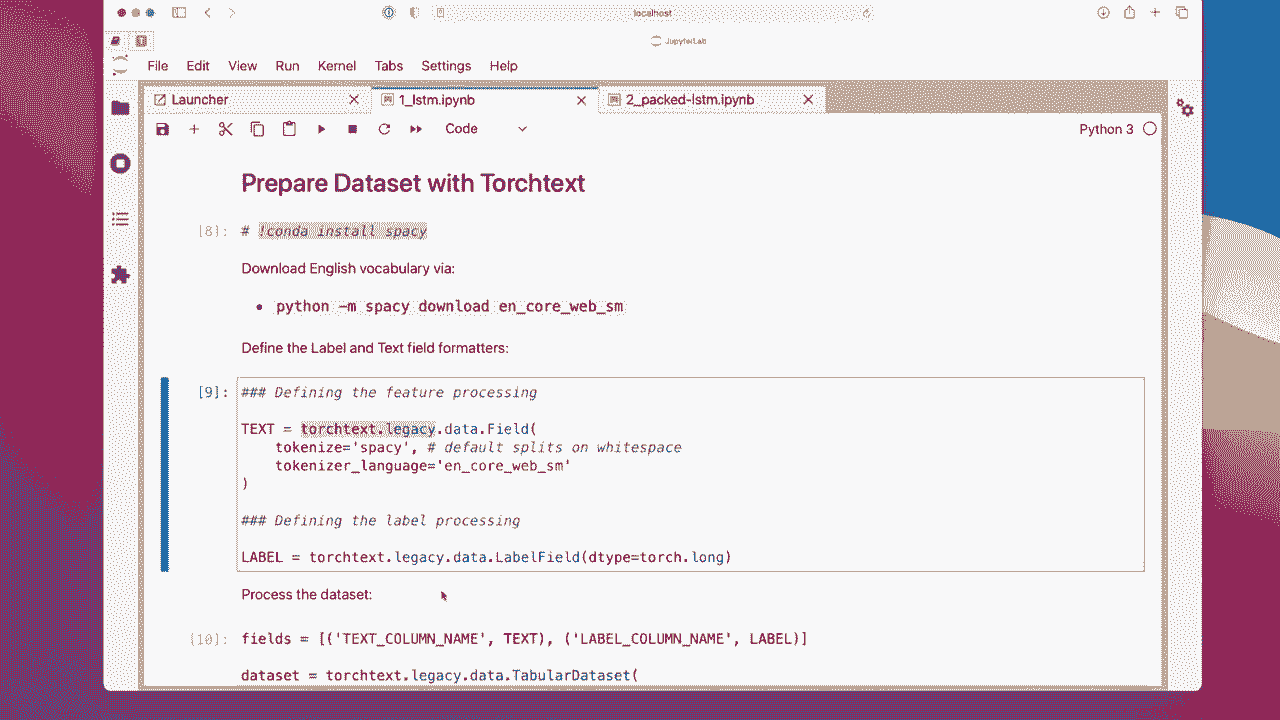 localhost
JupyterLab
File Edit View Run Kernel Tabs Settings Help
Launcher 1_lstm.ipynb 2_packed-lstm.ipynb
Code Python 3
Prepare Dataset with Torchtext
[8]: # !conda install spacy
Download English vocabulary via:
• python -m spacy download en_core_web_sm
Define the Label and Text field formatters:
[9]: ### Defining the feature processing
TEXT = torchtext.legacy.data.Field(
tokenize='spacy', # default splits on whitespace
tokenizer_language='en_core_web_sm'
)
### Defining the label processing
LABEL = torchtext.legacy.data.LabelField(dtype=torch.long)
Process the dataset:
[10]: fields = [('TEXT_COLUMN_NAME', TEXT), ('LABEL_COLUMN_NAME', LABEL)]
dataset = torchtext.legacy.data.TabularDataset(